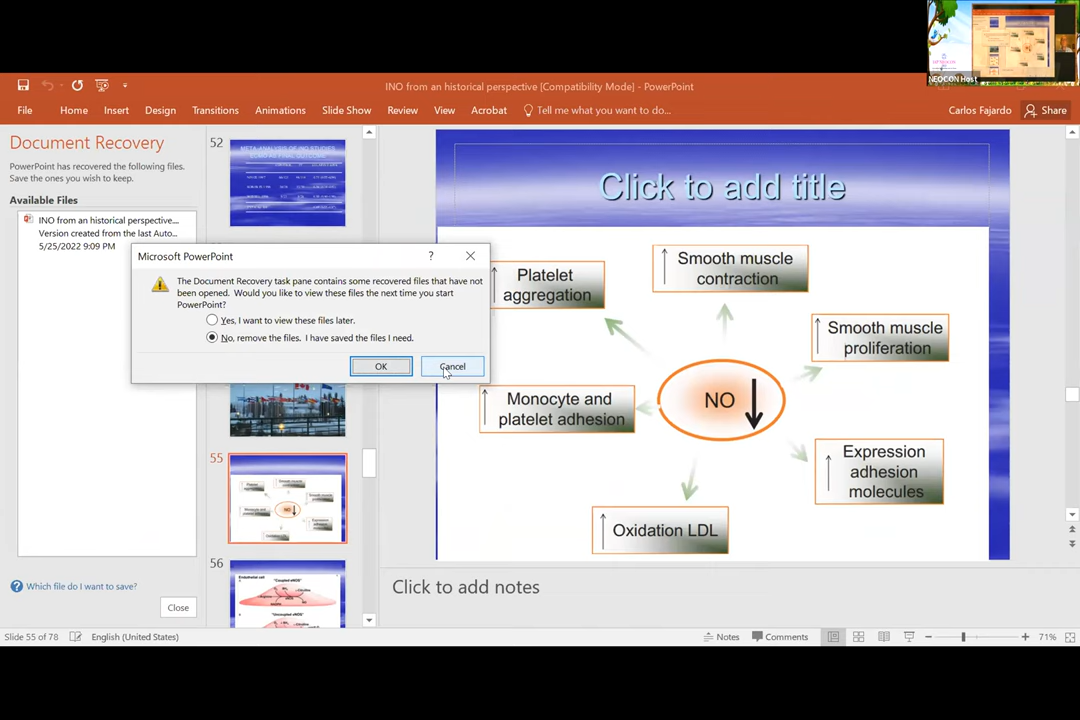 NEOCON Host
INO from an historical perspective [Compatibility Mode] - PowerPoint
File Home Insert Design Transitions Animations Slide Show Review View Acrobat Tell me what you want to do... Carlos Fajardo Share
Document Recovery
PowerPoint has recovered the following files.
Save the ones you wish to keep.
Available Files
INO from an historical perspective....
Version created from the last Auto...
5/25/2022 9:09 PM
Which file do I want to save?
Close
Microsoft PowerPoint
?
The Document Recovery task pane contains some recovered files that have not
been opened. Would you like to view these files the next time you start
PowerPoint?
Yes, I want to view these files later.
No, remove the files. I have saved the files I need.
OK Cancel
52
55
56
Endothelial cell
Click to add title
Platelet
aggregation
Smooth muscle
contraction
Smooth muscle
proliferation
Monocyte and
platelet adhesion
NO
Expression
adhesion
molecules
Oxidation LDL
Click to add notes
Slide 55 of 78 English (United States) Notes Comments 71%